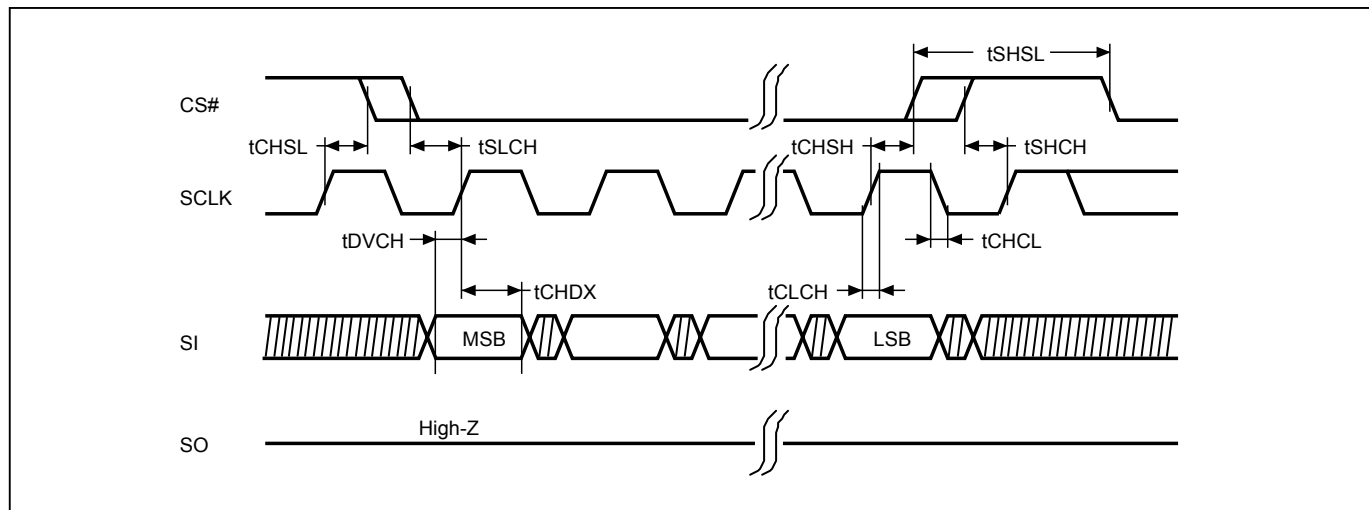 tSHSL
CS#
tCHSL
tSLCH
tCHSH
tSHCH
SCLK
tDVCH
tCHCL
tCHDX
tCLCH
SI
MSB
LSB
High-Z
SO